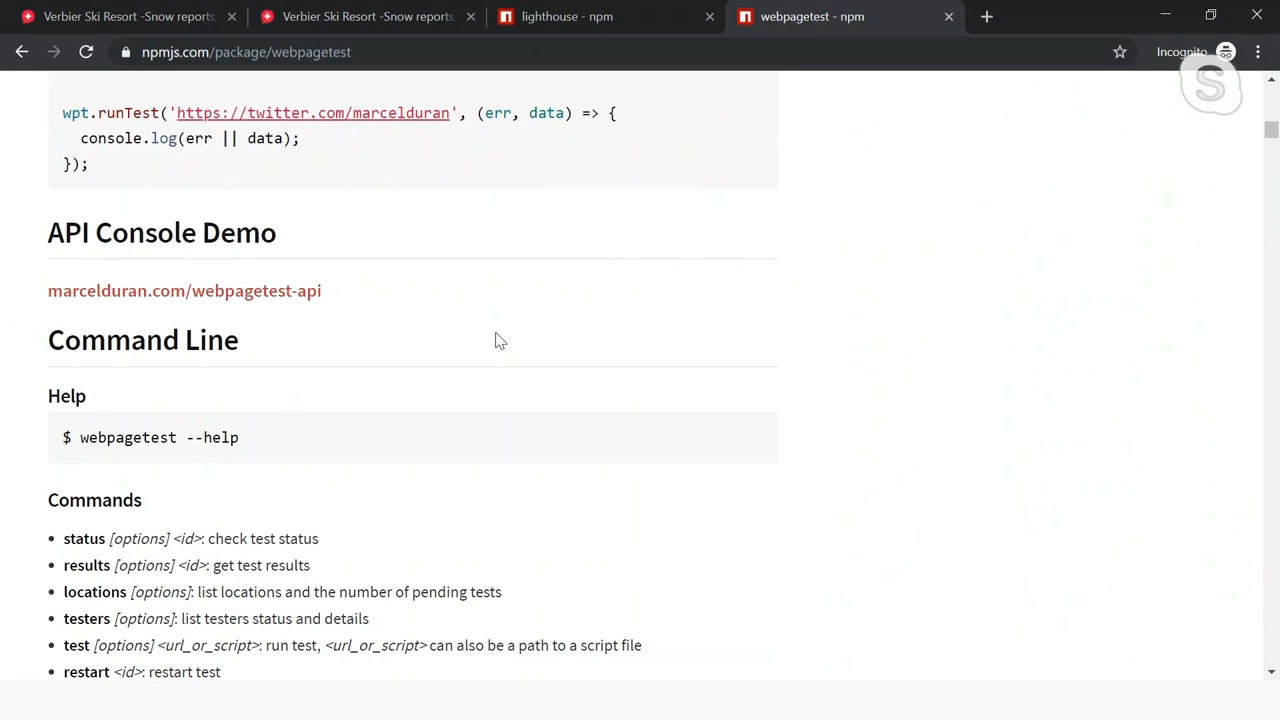 Verbier Ski Resort -Snow reports,
Verbier Ski Resort -Snow reports,
lighthouse - npm
webpagetest - npm
npmjs.com/package/webpagetest
Incognito
wpt.runTest('https://twitter.com/marcelduran', (err, data) => {
console.log(err || data);
});
API Console Demo
marcelduran.com/webpagetest-api
Command Line
Help
$ webpagetest --help
Commands
• status [options] <id>: check test status
• results [options] <id>: get test results
• locations [options]: list locations and the number of pending tests
• testers [options]: list testers status and details
• test [options] <url_or_script>: run test, <url_or_script> can also be a path to a script file
• restart <id>: restart test